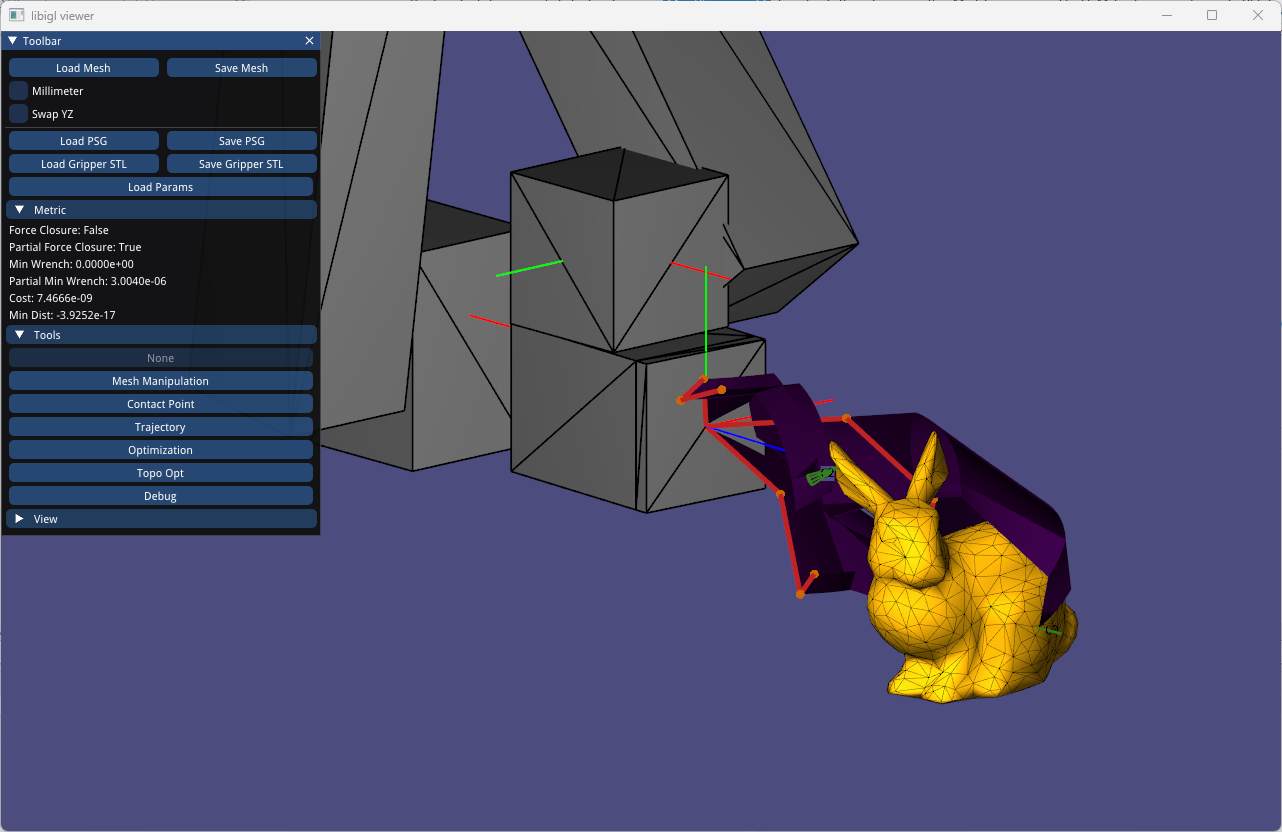 libigl viewer
Toolbar
Load Mesh Save Mesh
Millimeter
Swap YZ
Load PSG Save PSG
Load Gripper STL Save Gripper STL
Load Params
Metric
Force Closure: False
Partial Force Closure: True
Min Wrench: 0.0000e+00
Partial Min Wrench: 3.0040e-06
Cost: 7.4666e-09
Min Dist: -3.9252e-17
Tools
None
Mesh Manipulation
Contact Point
Trajectory
Optimization
Topo Opt
Debug
View